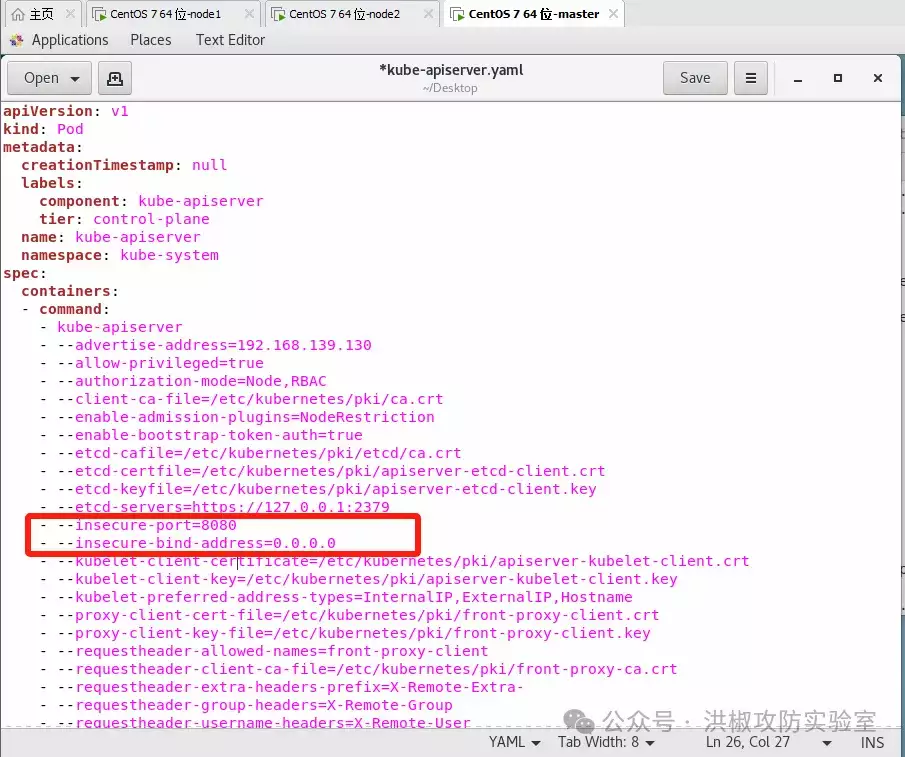 主页
CentOS 7 64 位-node1
CentOS 7 64 位-node2
CentOS 7 64 位-master
Applications Places Text Editor
Open
*kube-apiserver.yaml
~/Desktop
Save
apiVersion: v1
kind: Pod
metadata:
  creationTimestamp: null
  labels:
    component: kube-apiserver
    tier: control-plane
  name: kube-apiserver
  namespace: kube-system
spec:
  containers:
  - command:
    - kube-apiserver
    - --advertise-address=192.168.139.130
    - --allow-privileged=true
    - --authorization-mode=Node,RBAC
    - --client-ca-file=/etc/kubernetes/pki/ca.crt
    - --enable-admission-plugins=NodeRestriction
    - --enable-bootstrap-token-auth=true
    - --etcd-cafile=/etc/kubernetes/pki/etcd/ca.crt
    - --etcd-certfile=/etc/kubernetes/pki/apiserver-etcd-client.crt
    - --etcd-keyfile=/etc/kubernetes/pki/apiserver-etcd-client.key
    - --etcd-servers=https://127.0.0.1:2379
    - --insecure-port=8080
    - --insecure-bind-address=0.0.0.0
    - --kubelet-client-certificate=/etc/kubernetes/pki/apiserver-kubelet-client.crt
    - --kubelet-client-key=/etc/kubernetes/pki/apiserver-kubelet-client.key
    - --kubelet-preferred-address-types=InternalIP,ExternalIP,Hostname
    - --proxy-client-cert-file=/etc/kubernetes/pki/front-proxy-client.crt
    - --proxy-client-key-file=/etc/kubernetes/pki/front-proxy-client.key
    - --requestheader-allowed-names=front-proxy-client
    - --requestheader-client-ca-file=/etc/kubernetes/pki/front-proxy-ca.crt
    - --requestheader-extra-headers-prefix=X-Remote-Extra-
    - --requestheader-group-headers=X-Remote-Group
    - --requestheader-username-headers=X-Remote-User
公众号 · 洪椒攻防实验室
YAML Tab Width: 8 Ln 26, Col 27 INS